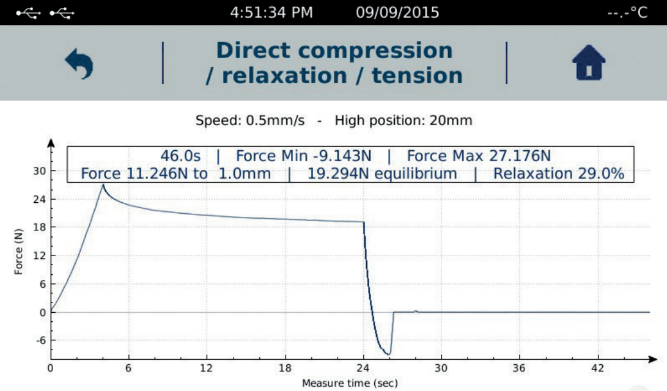 4:51:34 PM 09/09/2015 --.-°C
Direct compression
/ relaxation / tension
Speed: 0.5mm/s - High position: 20mm
46.0s | Force Min -9.143N | Force Max 27.176N
Force 11.246N to 1.0mm | 19.294N equilibrium | Relaxation 29.0%
Force (N)
30
24
18
12
6
0
-6
0 6 12 18 24 30 36 42
Measure time (sec)